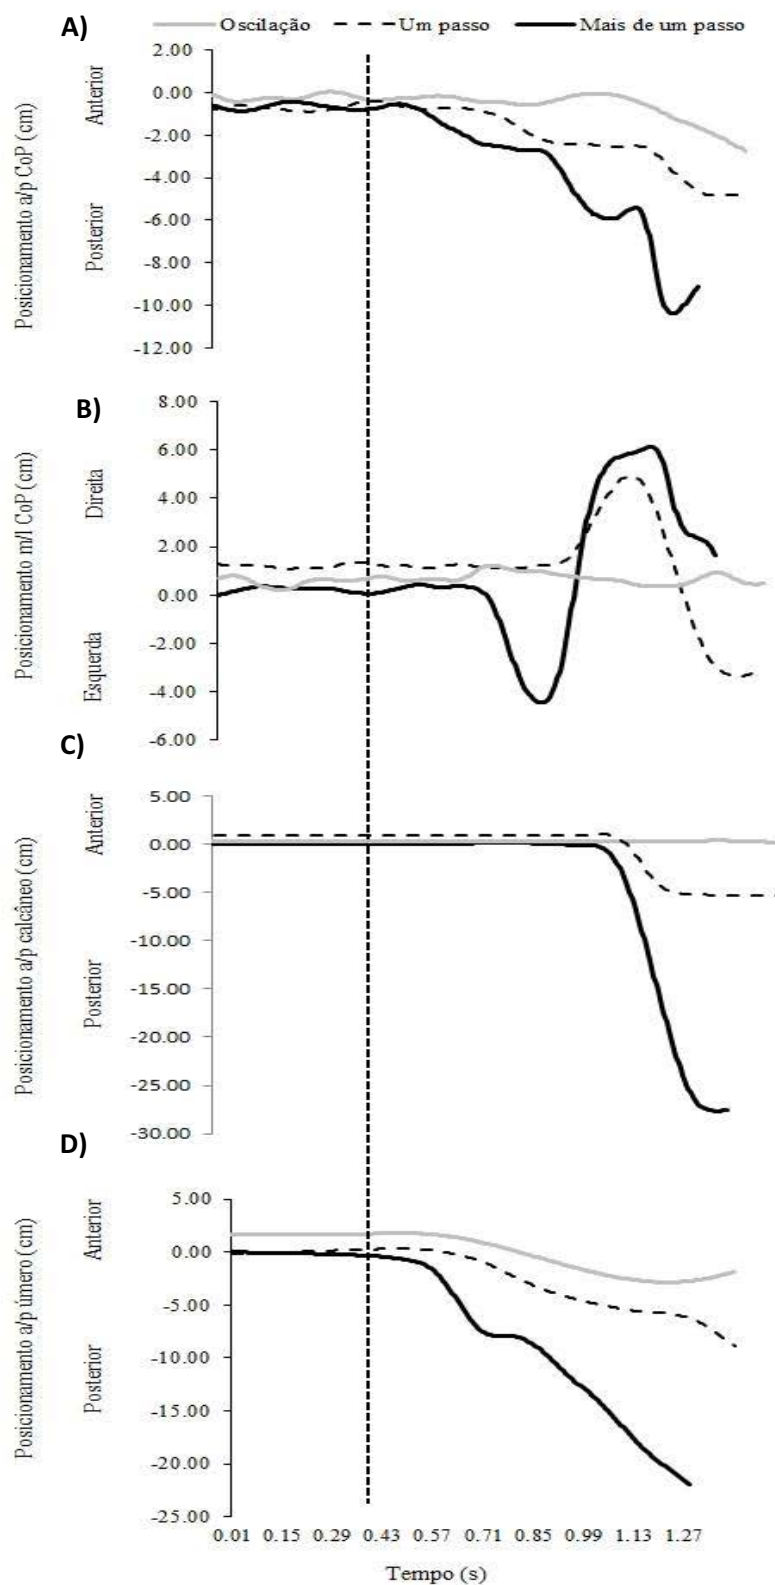 Oscilação Um passo Mais de um passo
A)
Posicionamento a/p CoP (cm)
Posterior Anterior
2.00
0.00
-2.00
-4.00
-6.00
-8.00
-10.00
-12.00
B)
Posicionamento m/l CoP (cm)
Esquerda Direita
8.00
6.00
4.00
2.00
0.00
-2.00
-4.00
-6.00
C)
Posicionamento a/p calcâneo (cm)
Posterior Anterior
5.00
0.00
-5.00
-10.00
-15.00
-20.00
-25.00
-30.00
D)
Posicionamento a/p úmero (cm)
Posterior Anterior
5.00
0.00
-5.00
-10.00
-15.00
-20.00
-25.00
0.01 0.15 0.29 0.43 0.57 0.71 0.85 0.99 1.13 1.27
Tempo (s)